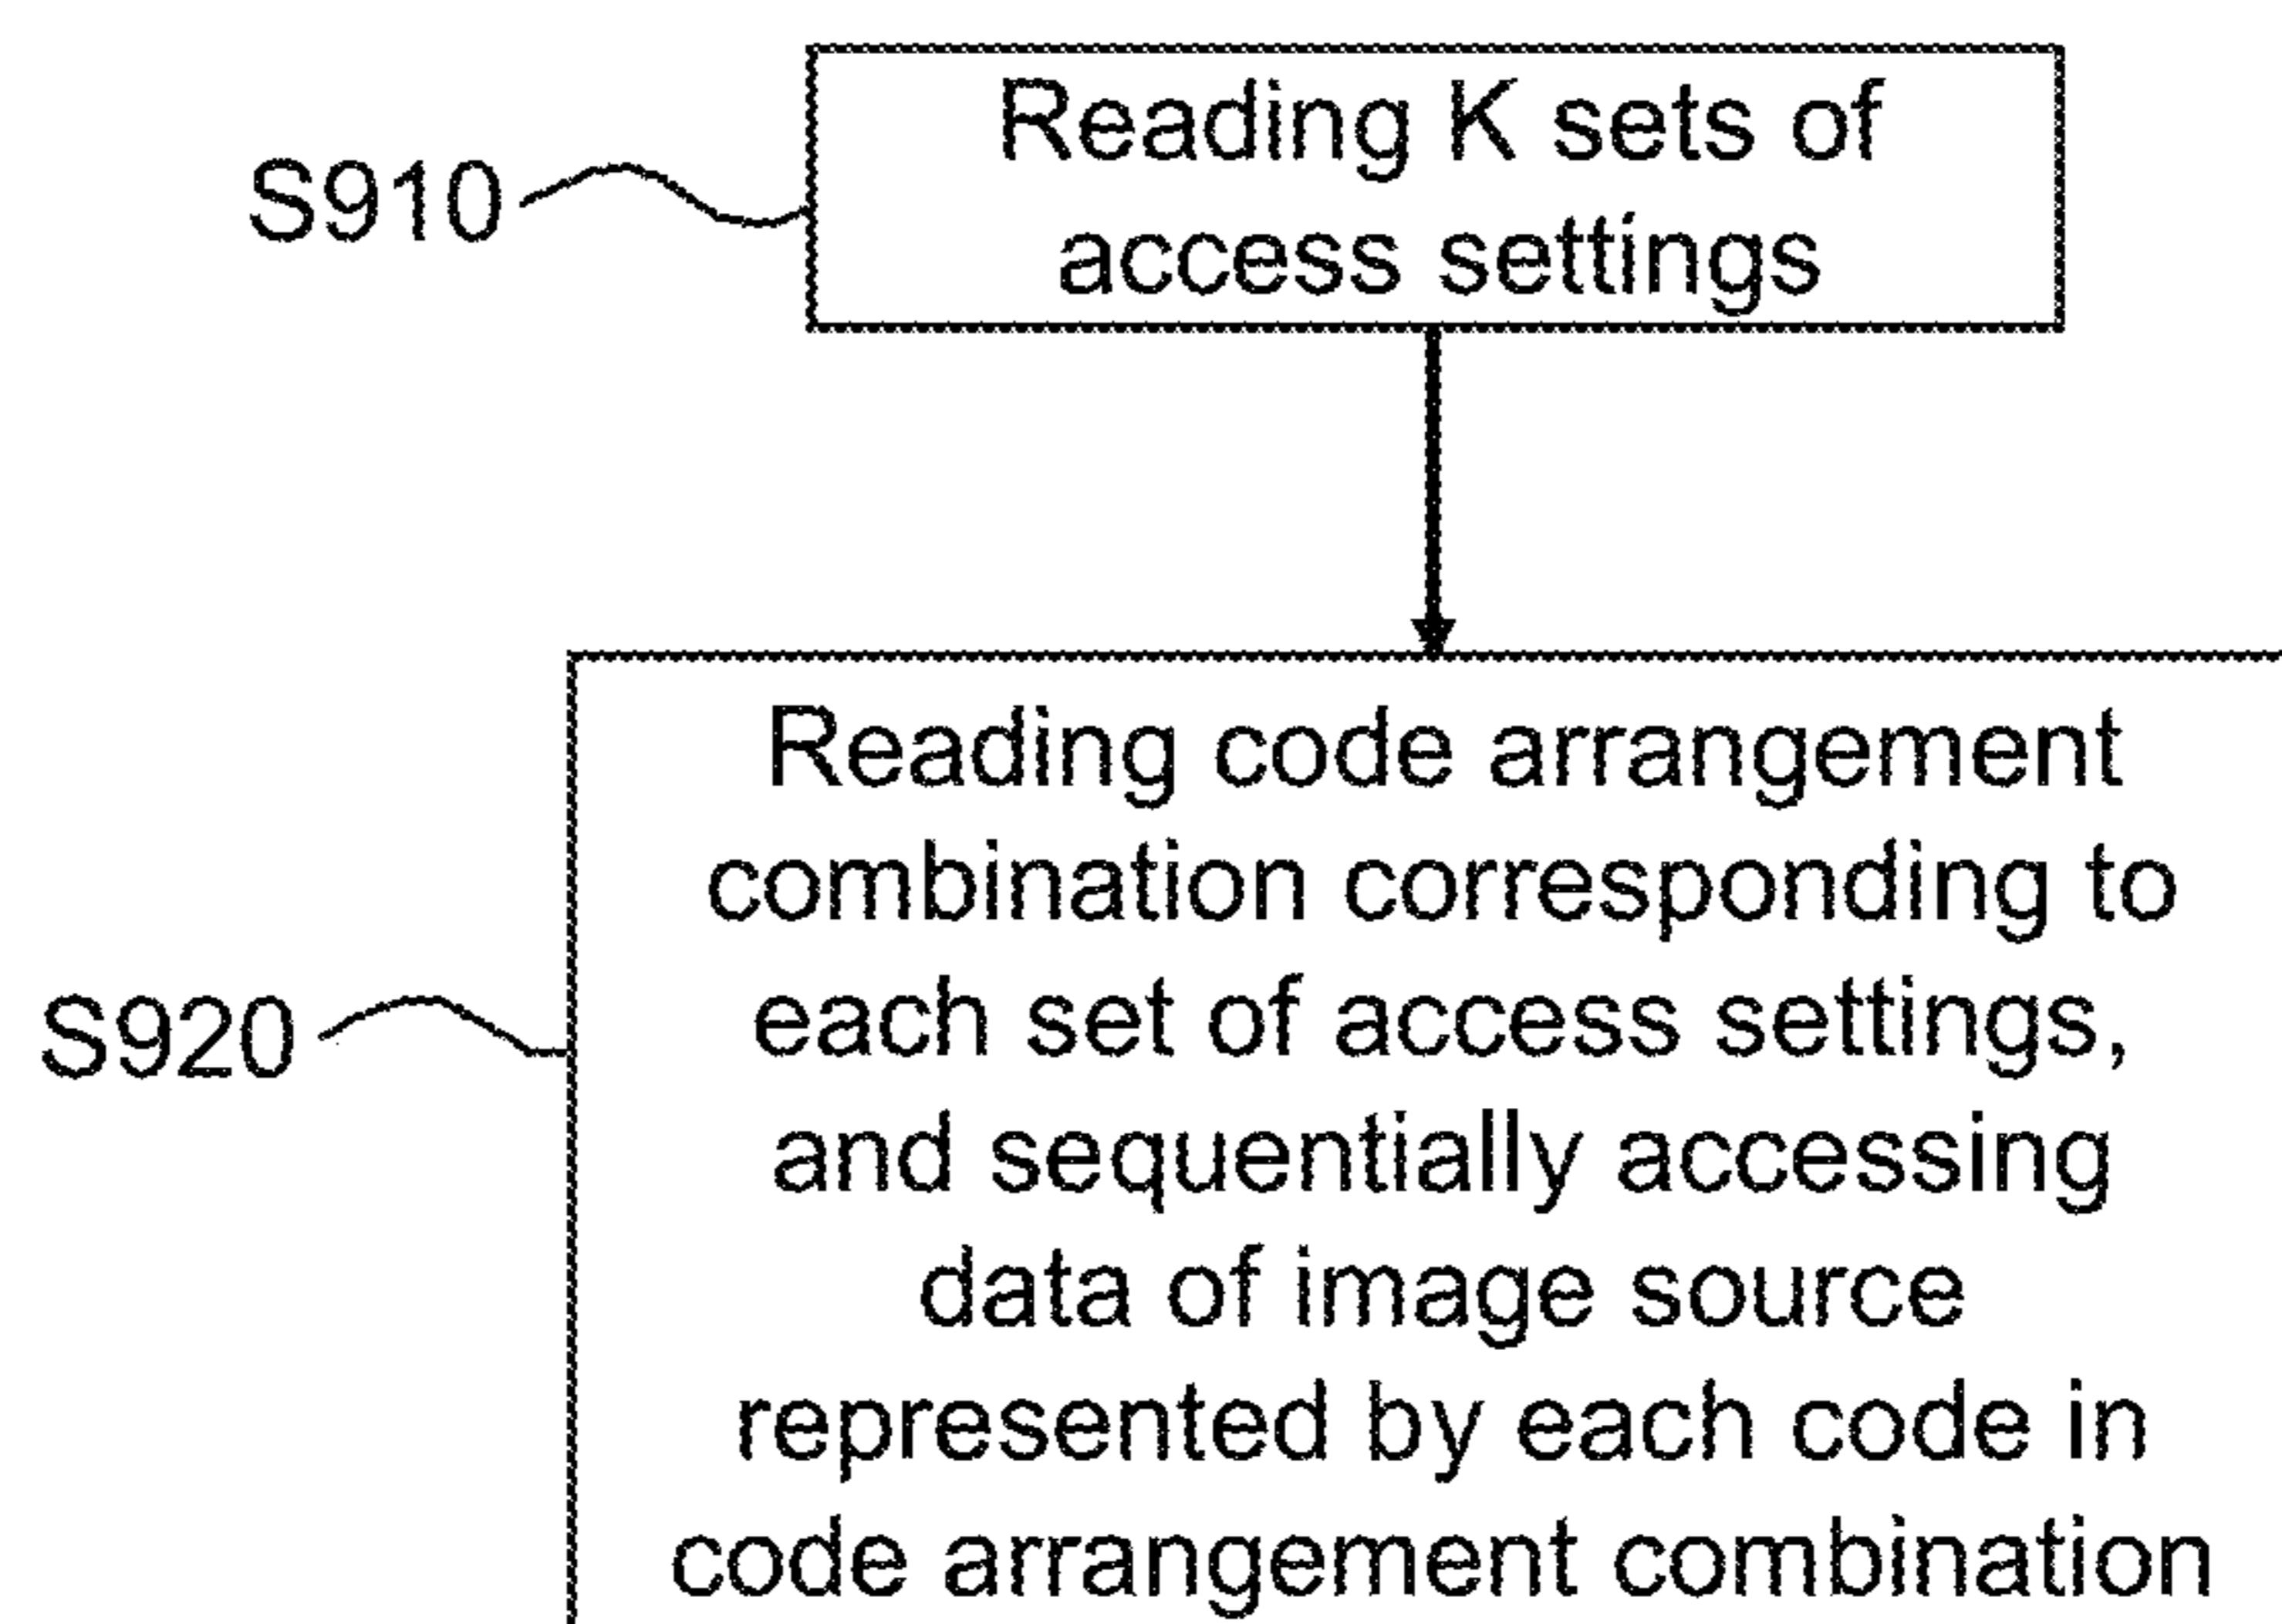 Reading K sets of
S910
access settings
Reading code arrangement
combination corresponding to
each set of access settings,
S920
and sequentially accessing
data of image source
represented by each code in
code arrangement combination